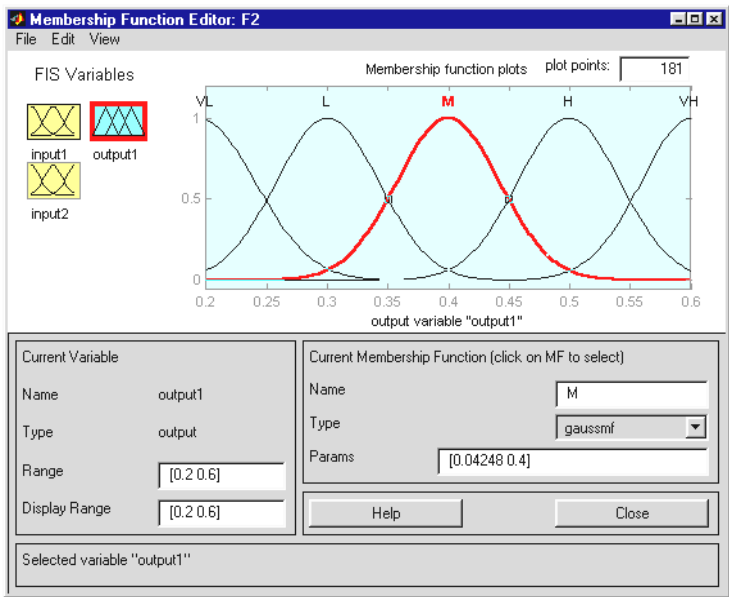 Membership Function Editor: F2
File Edit View
FIS Variables
Membership function plots plot points: 181
input1 output1
input2
VL L M H VH
1
0.5
0
0.2 0.25 0.3 0.35 0.4 0.45 0.5 0.55 0.6
output variable "output1"
Current Variable
Name output1
Type output
Range [0.2 0.6]
Display Range [0.2 0.6]
Current Membership Function (click on MF to select)
Name M
Type gaussmf
Params [0.04248 0.4]
Help Close
Selected variable "output1"